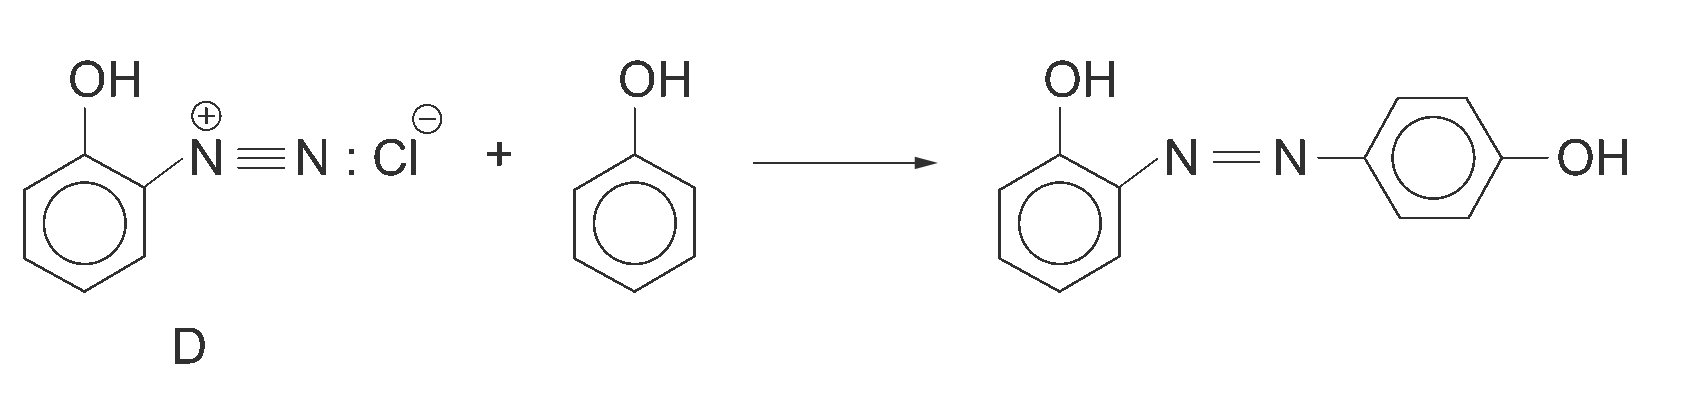 OH OH OH
⊕ ⊖
N≡N : Cl + N=N OH
D